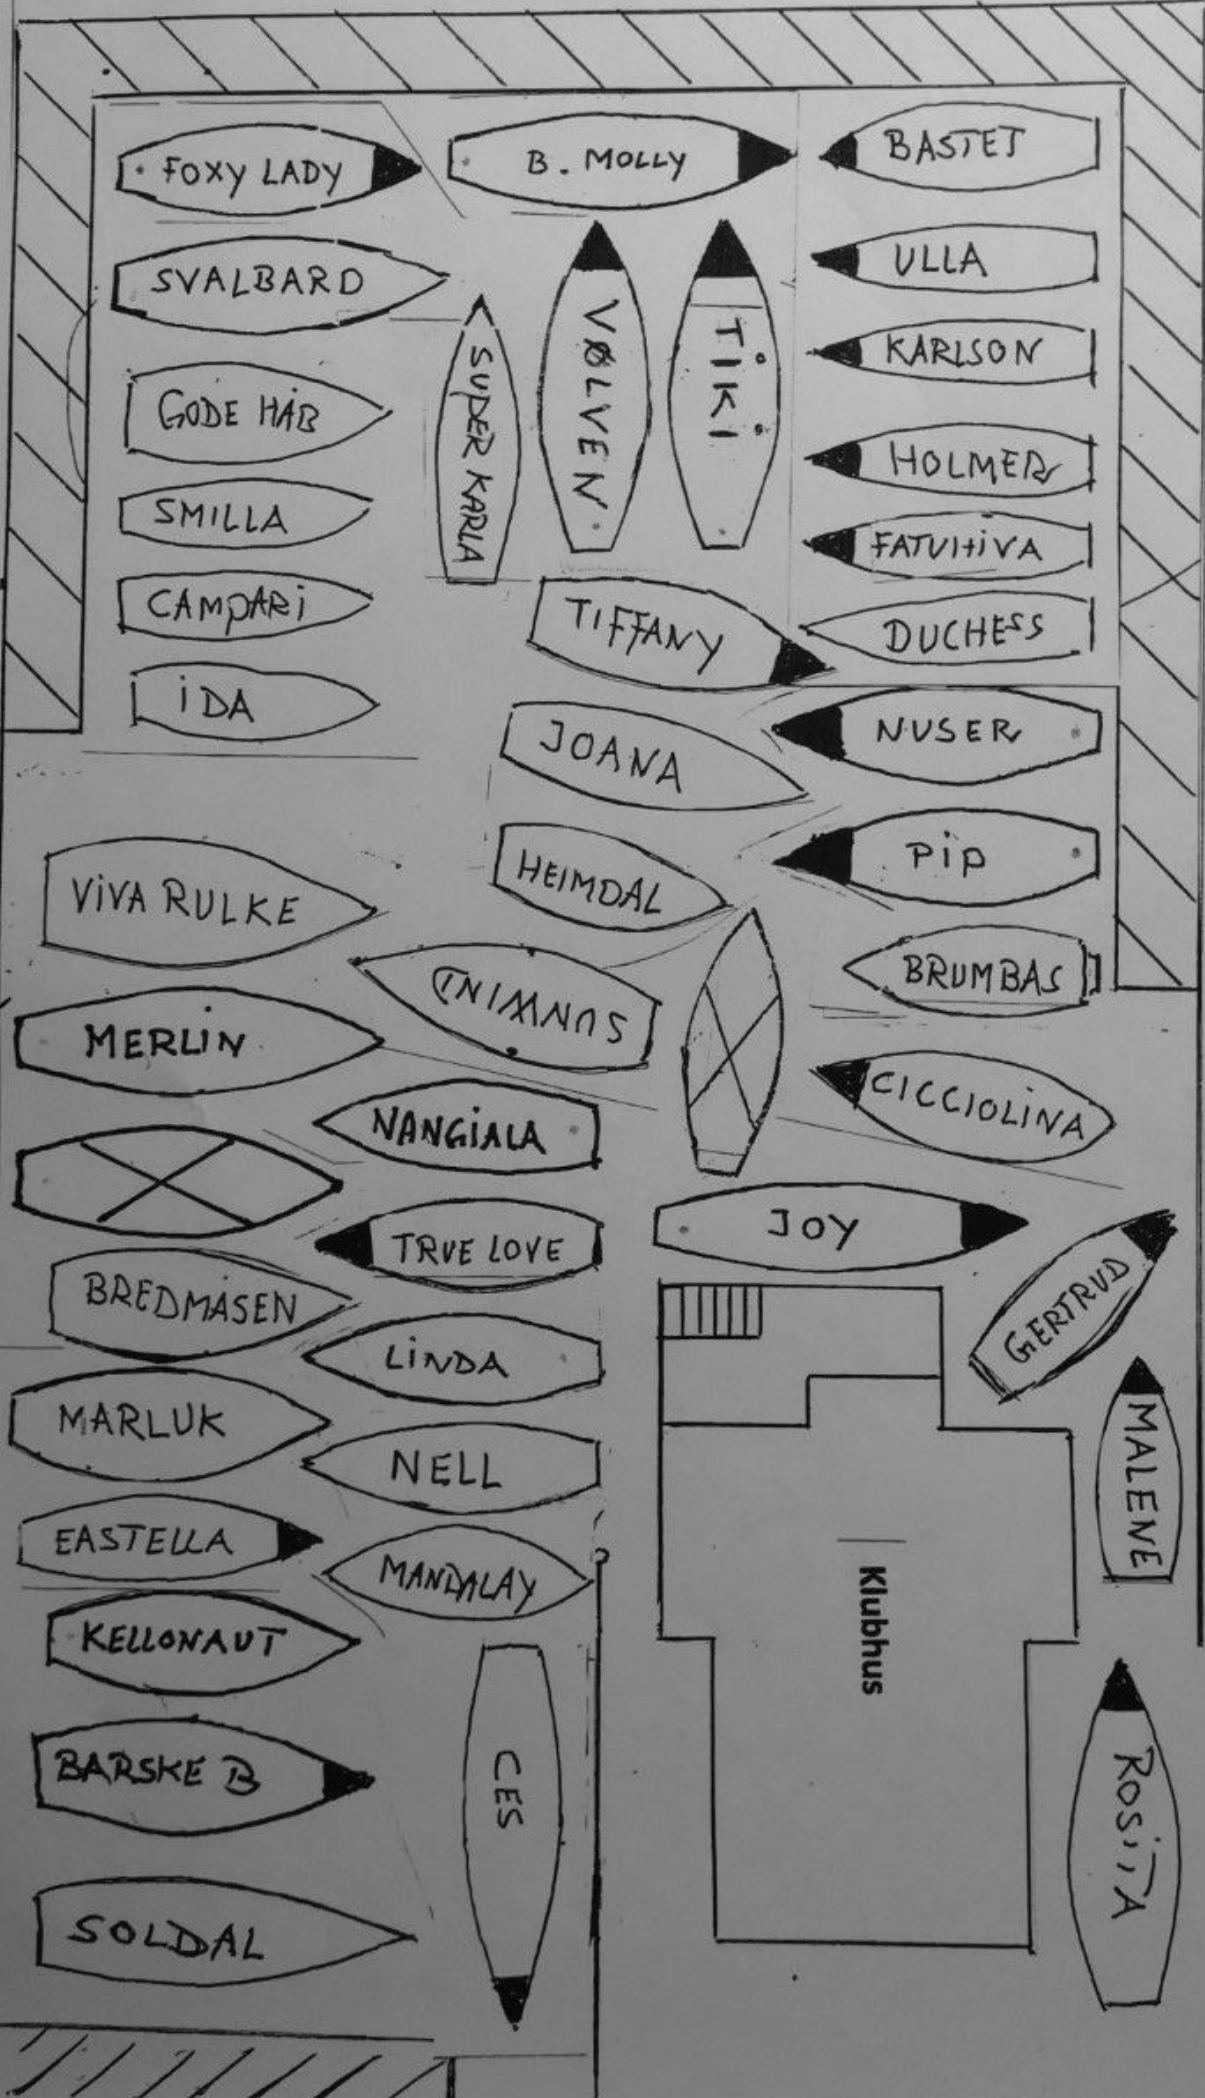 FOXY LADY
B. MOLLY
BASTET
SVALBARD
ULLA
VØLVEN
TIKI
KARLSON
SUPER KARLA
GODE HÅB
HOLMER
SMILLA
FATUHIVA
CAMPARI
TIFFANY
DUCHESS
IDA
JOANA
NUSER
PIP
HEIMDAL
VIVA RULKE
BRUMBAS
SUNWIND
MERLIN
CICCIOLINA
NANGIALA
JOY
TRUE LOVE
GERTRUD
BREDMÅSEN
LINDA
MARLUK
NELL
MALENE
EASTELLA
MANDALAY
Klubhus
KELLONAUT
BARSKE B
CES
ROSITA
SOLDAL